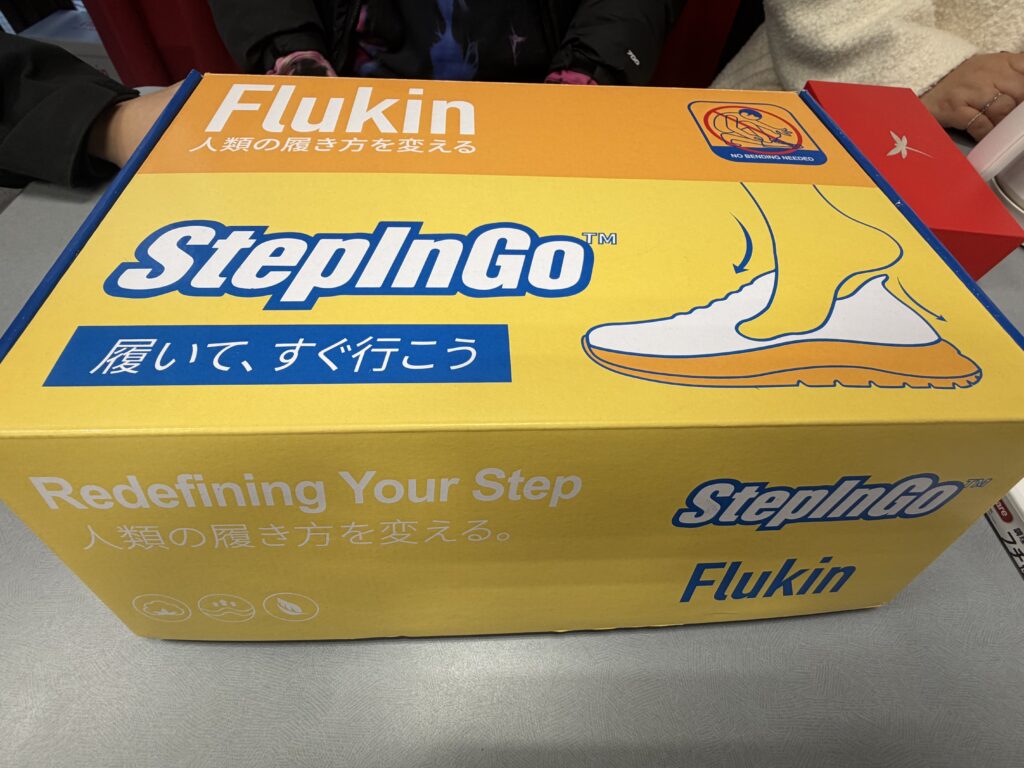 Flukin
人類の履き方を変える
NO BENDING NEEDED
StepInGo™
履いて、すぐ行こう
Redefining Your Step
人類の履き方を変える。
StepInGo™
Flukin